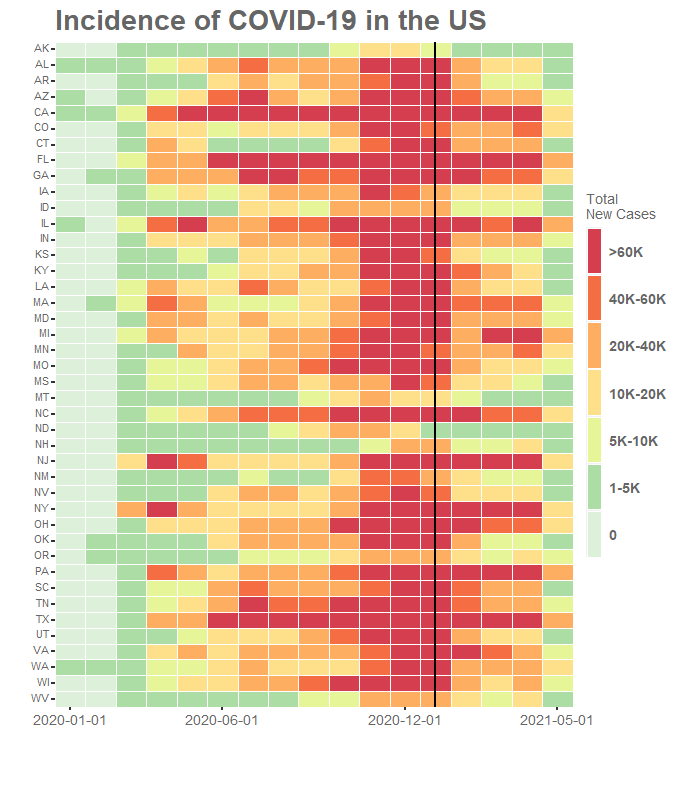 Incidence of COVID-19 in the US
AK
AL
AR
AZ
CA
CO
CT
FL
GA
IA
ID
IL
IN
KS
KY
LA
MA
MD
MI
MN
MO
MS
MT
NC
ND
NH
NJ
NM
NV
NY
OH
OK
OR
PA
SC
TN
TX
UT
VA
WA
WI
WV
2020-01-01 2020-06-01 2020-12-01 2021-05-01
Total
New Cases
>60K
40K-60K
20K-40K
10K-20K
5K-10K
1-5K
0